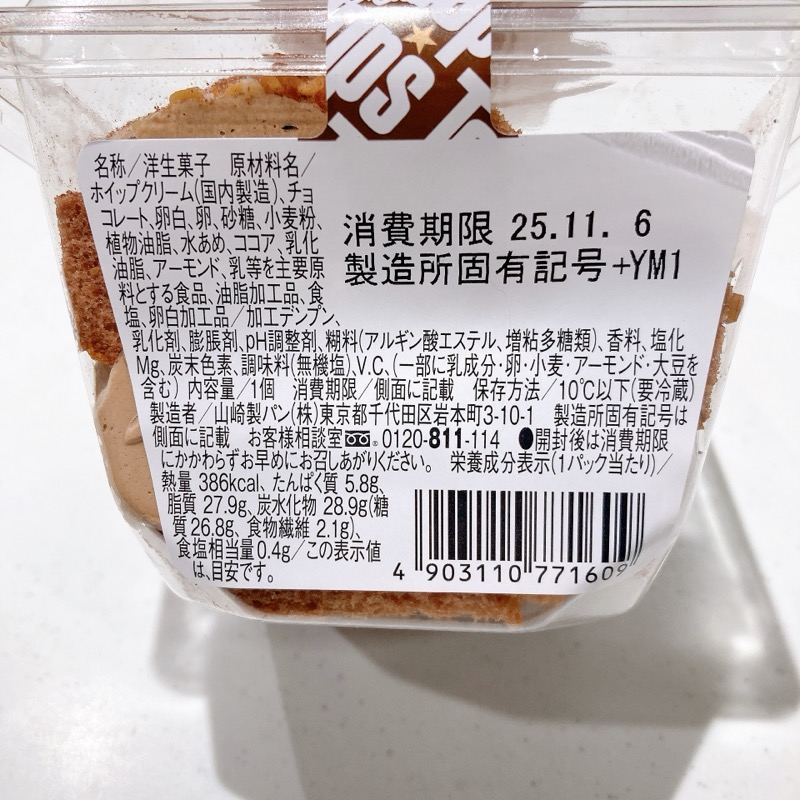 名称／洋生菓子　原材料名／
ホイップクリーム(国内製造)、チョ
コレート、卵白、卵、砂糖、小麦粉、
植物油脂、水あめ、ココア、乳化
油脂、アーモンド、乳等を主要原
料とする食品、油脂加工品、食
塩、卵白加工品／加工デンプン、
消費期限 25.11. 6
製造所固有記号+YM1
乳化剤、膨脹剤、pH調整剤、糊料(アルギン酸エステル、増粘多糖類)、香料、塩化
Mg、炭末色素、調味料(無機塩)、V.C、(一部に乳成分・卵・小麦・アーモンド・大豆を
含む) 内容量／1個　消費期限／側面に記載　保存方法／10℃以下(要冷蔵)
製造者／山崎製パン(株)東京都千代田区岩本町3-10-1　製造所固有記号は
側面に記載　お客様相談室 0120-811-114　●開封後は消費期限
にかかわらずお早めにお召しあがりください。　栄養成分表示(1パック当たり)／
熱量 386kcal、たんぱく質 5.8g、
脂質 27.9g、炭水化物 28.9g(糖
質 26.8g、食物繊維 2.1g)、
食塩相当量 0.4g／この表示値
は、目安です。
4 903110 771609